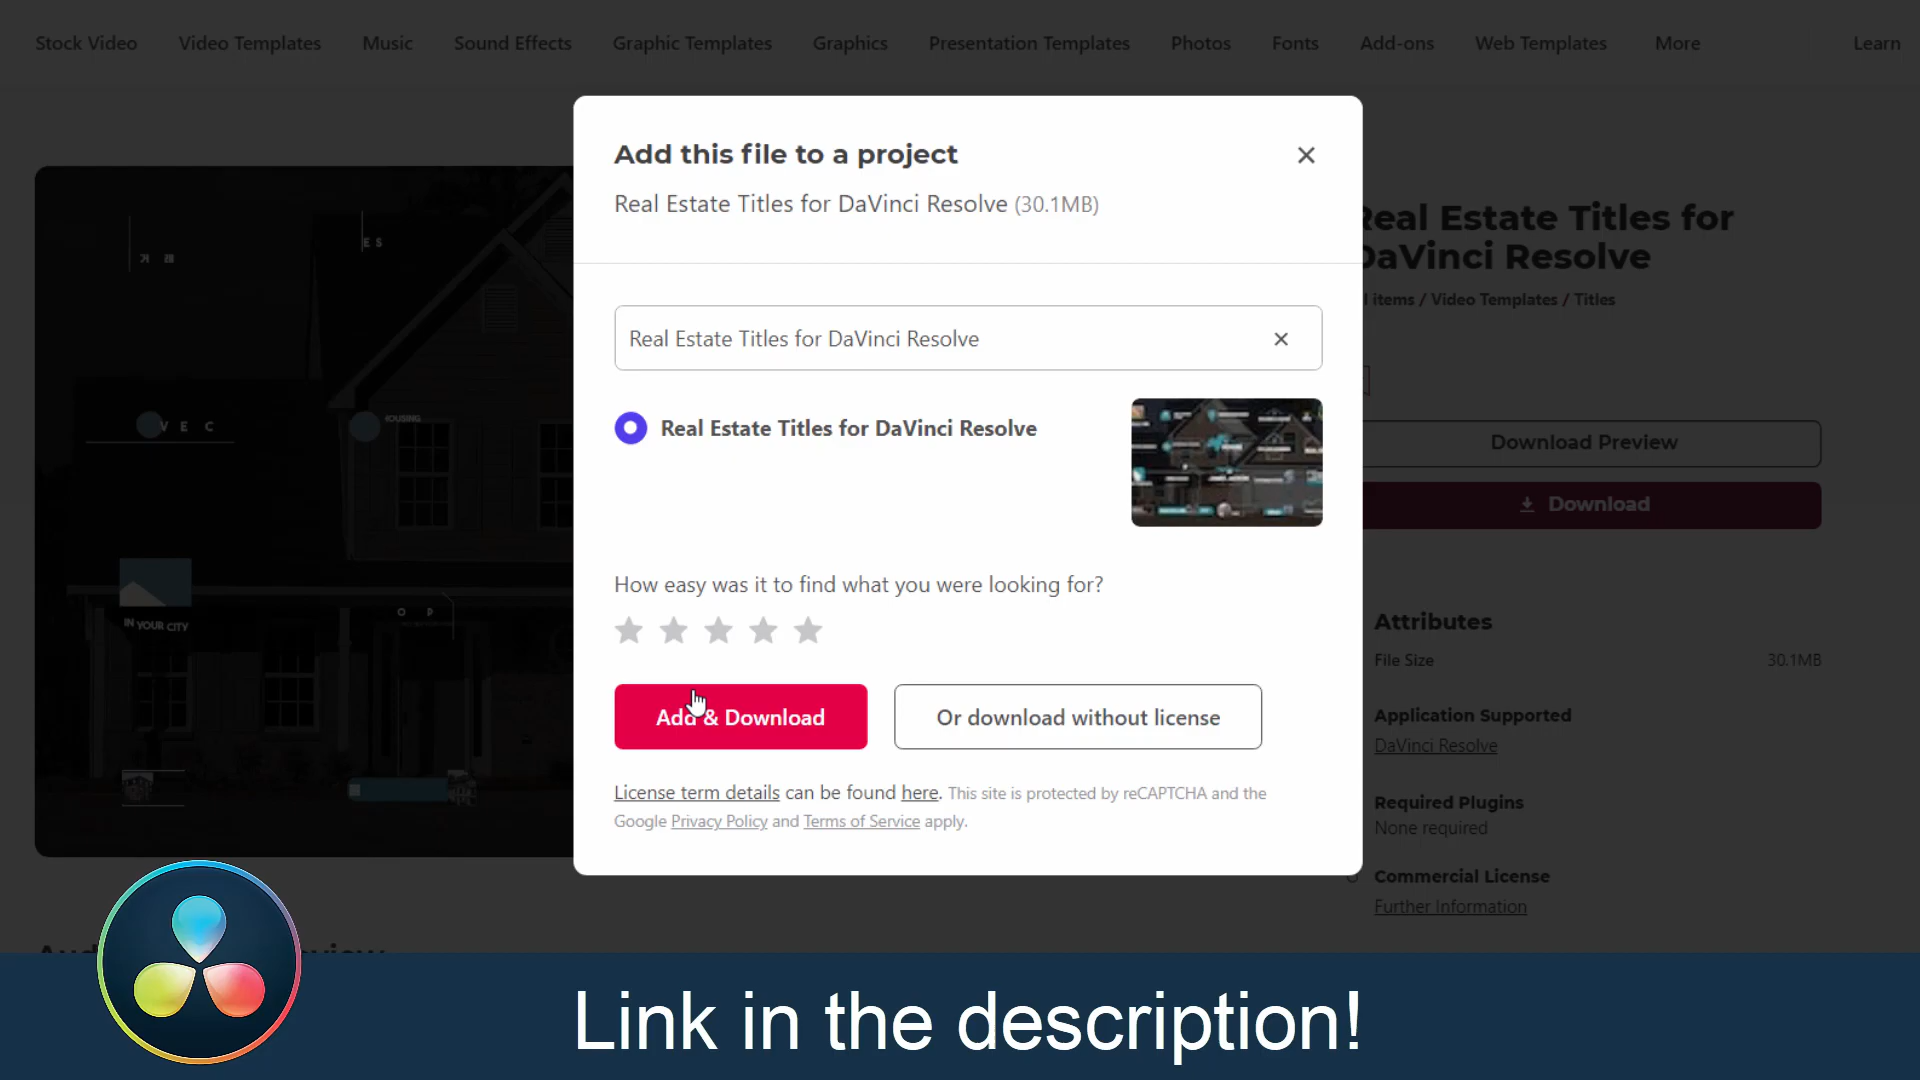 Stock Video Video Templates Music Sound Effects Graphic Templates Graphics Presentation Templates Photos Fonts Add-ons Web Templates More Learn
Add this file to a project
Real Estate Titles for DaVinci Resolve (30.1MB)
Real Estate Titles for DaVinci Resolve
Real Estate Titles for DaVinci Resolve
How easy was it to find what you were looking for?
Add & Download
Or download without license
License term details can be found here. This site is protected by reCAPTCHA and the
Google Privacy Policy and Terms of Service apply.
ES
VEC
HOUSING
IN YOUR CITY
O P
Real Estate Titles for
DaVinci Resolve
items / Video Templates / Titles
Download Preview
Download
Attributes
File Size 30.1MB
Application Supported
DaVinci Resolve
Required Plugins
None required
Commercial License
Further Information
Link in the description!